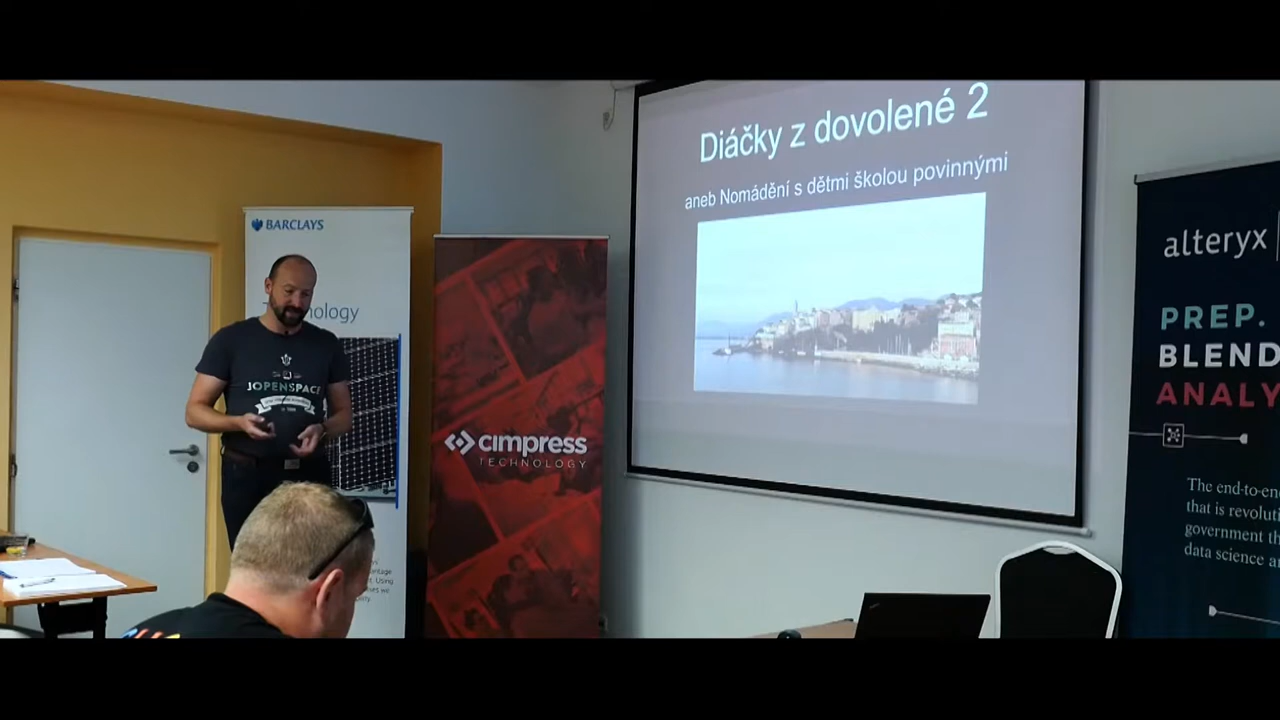 Diáčky z dovolené 2
aneb Nomádění s dětmi školou povinnými
BARCLAYS
JOPENSPACE
cimpress
TECHNOLOGY
alteryx
PREP.
BLEND
ANALY
The end-to-en
that is revoluti
government th
data science a